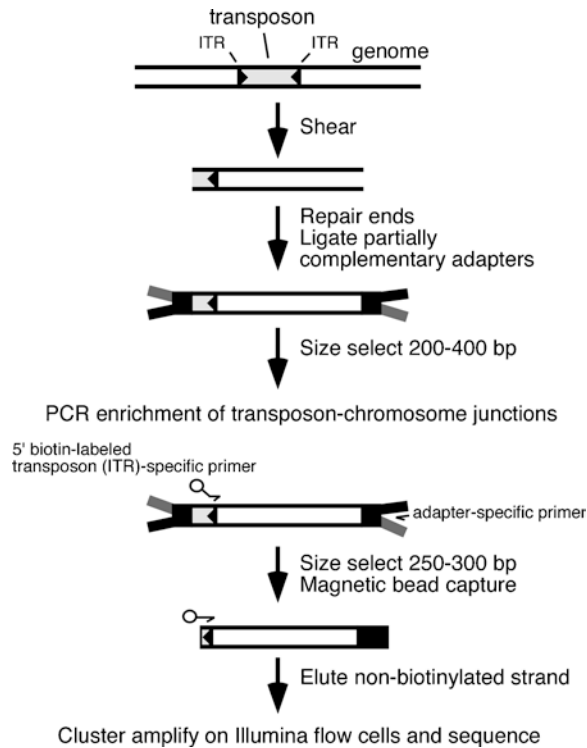 transposon
ITR
ITR
genome
Shear
Repair ends
Ligate partially
complementary adapters
Size select 200-400 bp
PCR enrichment of transposon-chromosome junctions
5' biotin-labeled
transposon (ITR)-specific primer
adapter-specific primer
Size select 250-300 bp
Magnetic bead capture
Elute non-biotinylated strand
Cluster amplify on Illumina flow cells and sequence